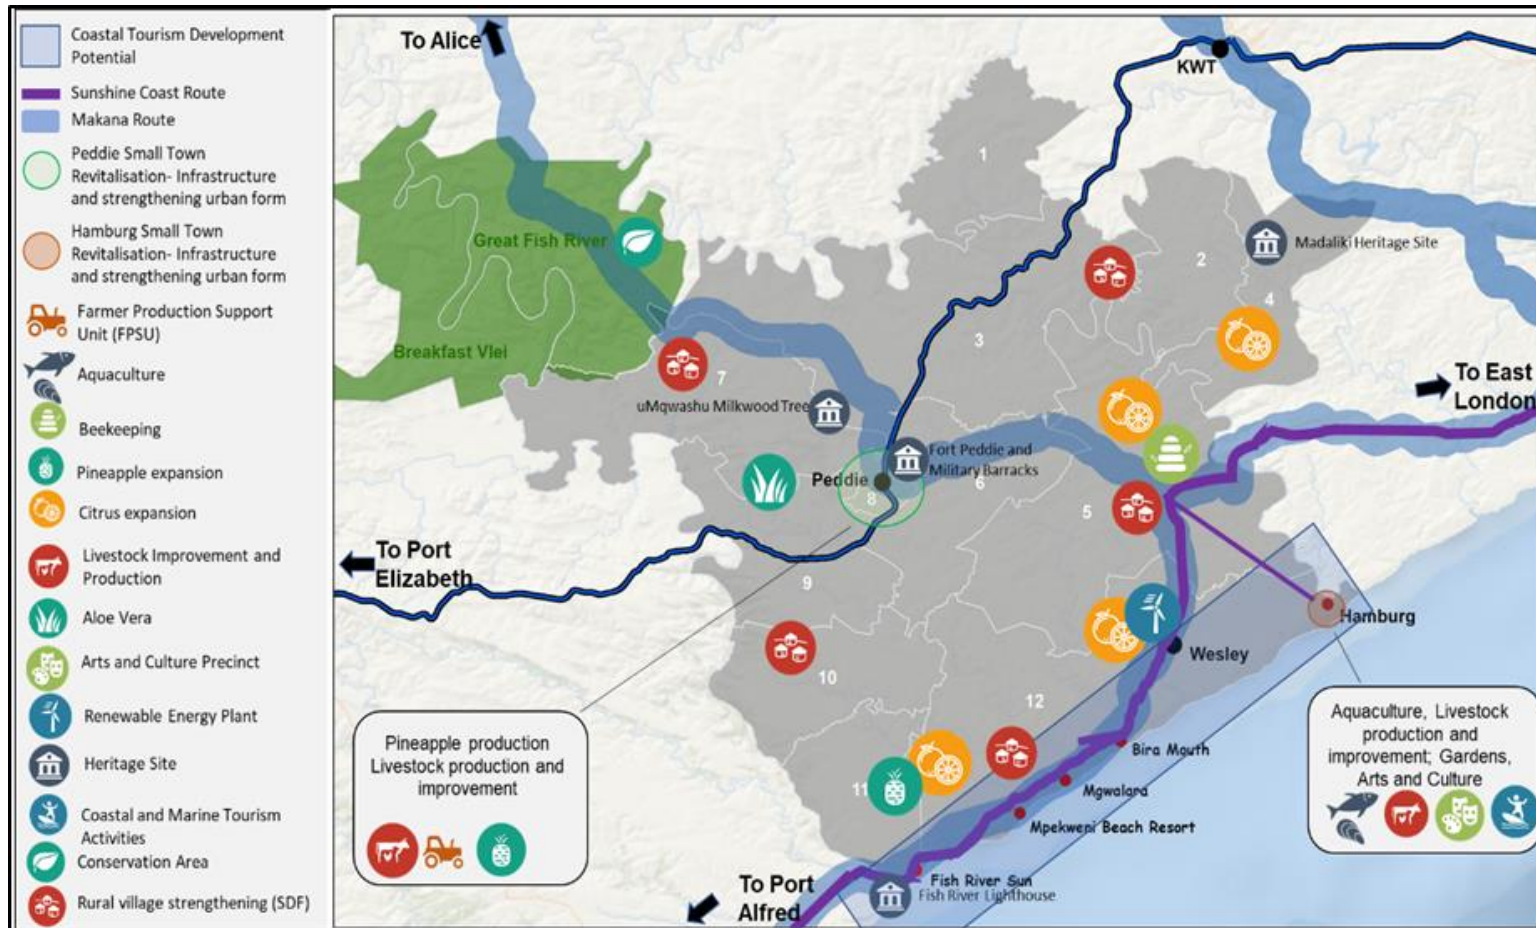 Coastal Tourism Development
Potential
Sunshine Coast Route
Makana Route
Peddie Small Town
Revitalisation- Infrastructure
and strengthening urban form
Hamburg Small Town
Revitalisation- Infrastructure
and strengthening urban form
Farmer Production Support
Unit (FPSU)
Aquaculture
Beekeeping
Pineapple expansion
Citrus expansion
Livestock Improvement and
Production
Aloe Vera
Arts and Culture Precinct
Renewable Energy Plant
Heritage Site
Coastal and Marine Tourism
Activities
Conservation Area
Rural village strengthening (SDF)
To Alice
KWT
1
Great Fish River
2
Madaliki Heritage Site
4
3
Breakfast Vlei
7
uMqwashu Milkwood Tree
To East
London
Fort Peddie and
Military Barracks
Peddie
6
8
5
To Port
Elizabeth
9
Hamburg
Wesley
10
12
Pineapple production
Livestock production and
improvement
Aquaculture, Livestock
production and
improvement; Gardens,
Arts and Culture
Bira Mouth
11
Mgwalara
Mpekweni Beach Resort
To Port
Alfred
Fish River Sun
Fish River Lighthouse